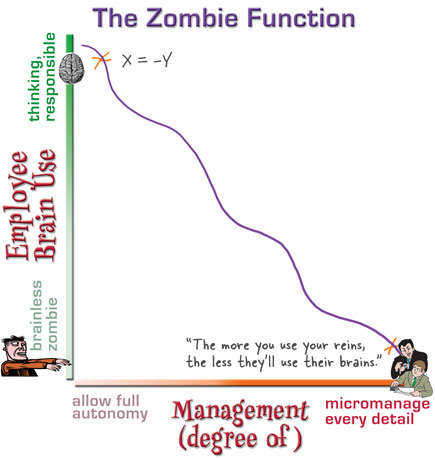 The Zombie Function
thinking,
responsible
X = -Y
Employee
Brain Use
brainless
zombie
"The more you use your reins,
the less they'll use their brains."
allow full
autonomy
Management
(degree of )
micromanage
every detail